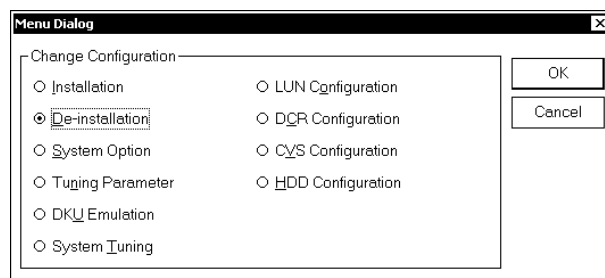 Menu Dialog
Change Configuration
Installation
De-installation
System Option
Tuning Parameter
DKU Emulation
System Tuning
LUN Configuration
DCR Configuration
CVS Configuration
HDD Configuration
OK
Cancel